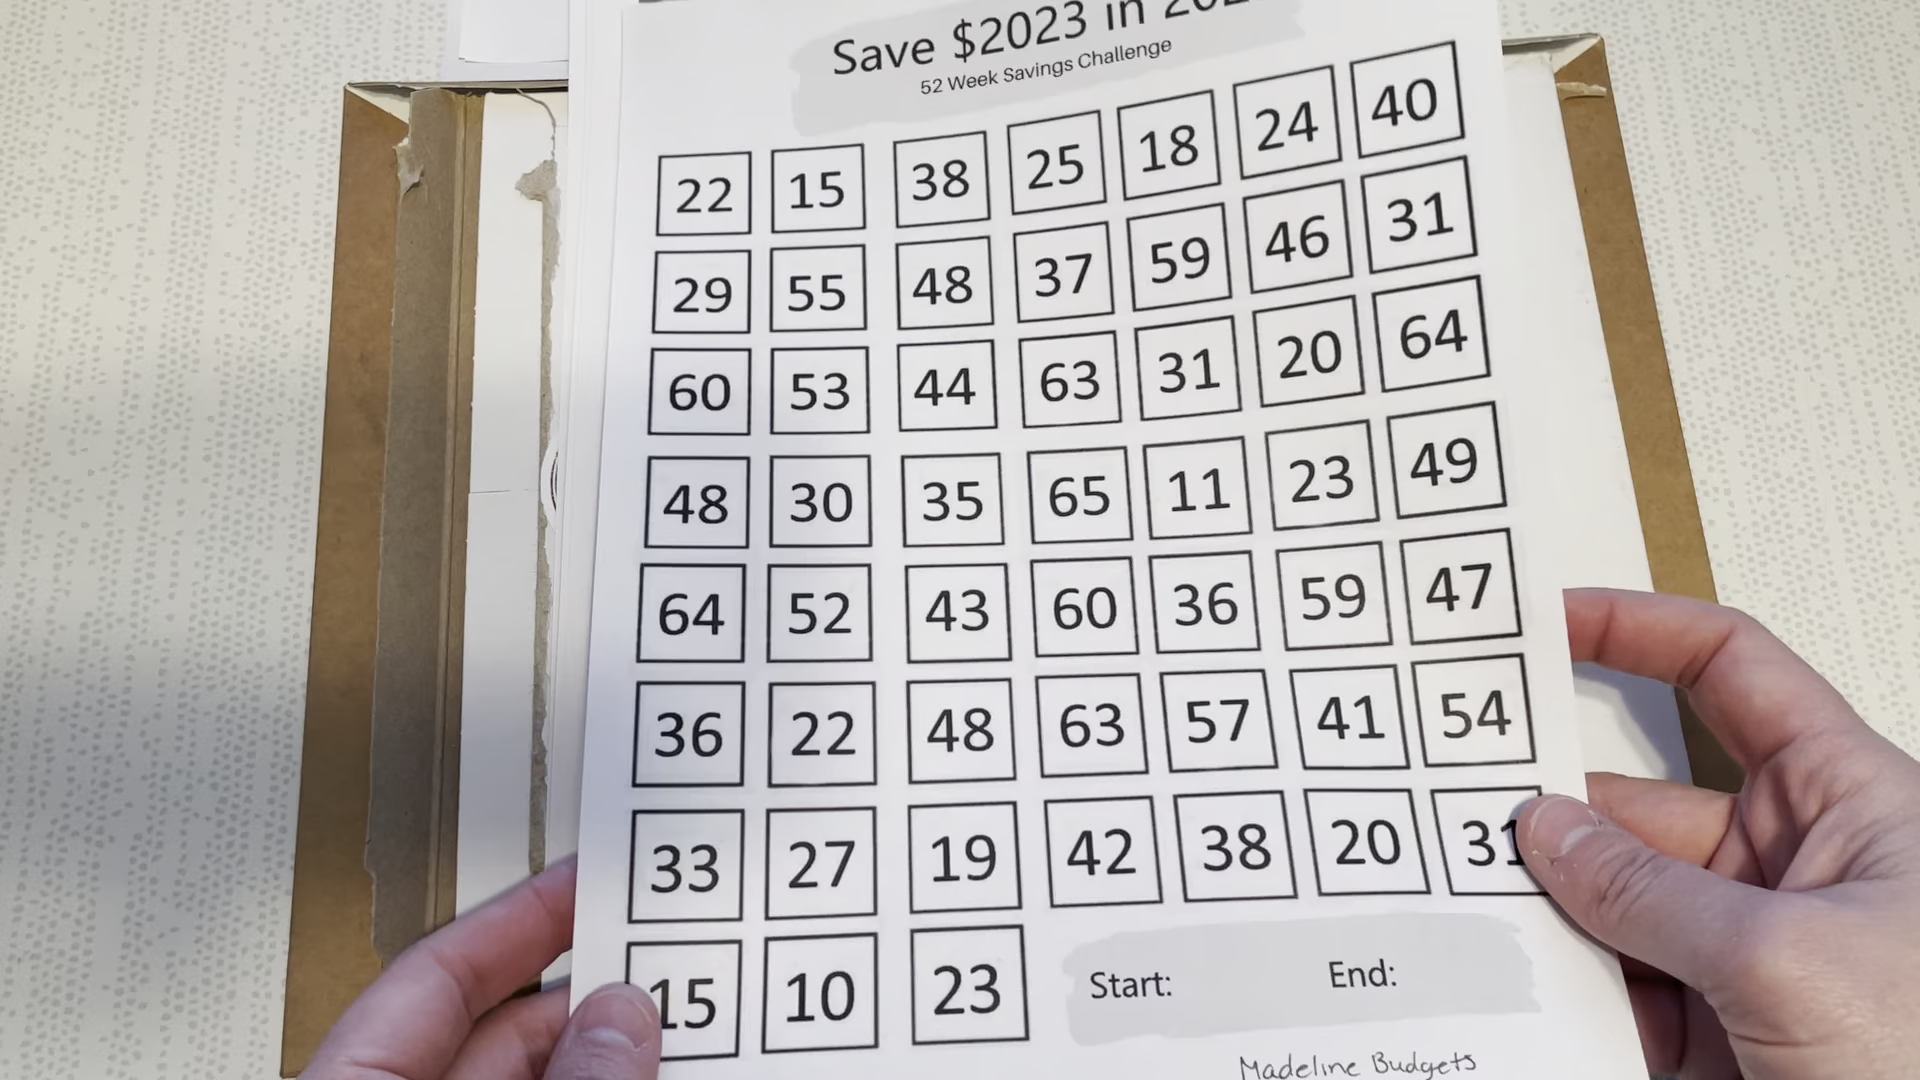 Save $2023 in
52 Week Savings Challenge
22 15 38 25 18 24 40
29 55 48 37 59 46 31
60 53 44 63 31 20 64
48 30 35 65 11 23 49
64 52 43 60 36 59 47
36 22 48 63 57 41 54
33 27 19 42 38 20 31
15 10 23
Start: End:
Madeline Budgets